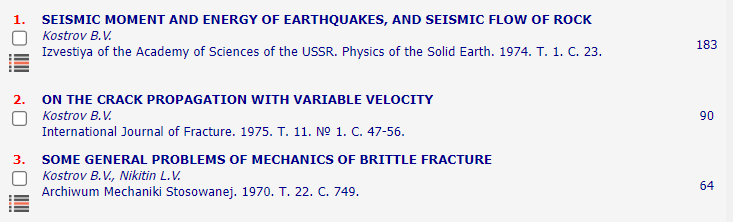 1. SEISMIC MOMENT AND ENERGY OF EARTHQUAKES, AND SEISMIC FLOW OF ROCK
Kostrov B.V.
Izvestiya of the Academy of Sciences of the USSR. Physics of the Solid Earth. 1974. Т. 1. С. 23.
183
2. ON THE CRACK PROPAGATION WITH VARIABLE VELOCITY
Kostrov B.V.
International Journal of Fracture. 1975. Т. 11. № 1. С. 47-56.
90
3. SOME GENERAL PROBLEMS OF MECHANICS OF BRITTLE FRACTURE
Kostrov B.V., Nikitin L.V.
Archiwum Mechaniki Stosowanej. 1970. Т. 22. С. 749.
64